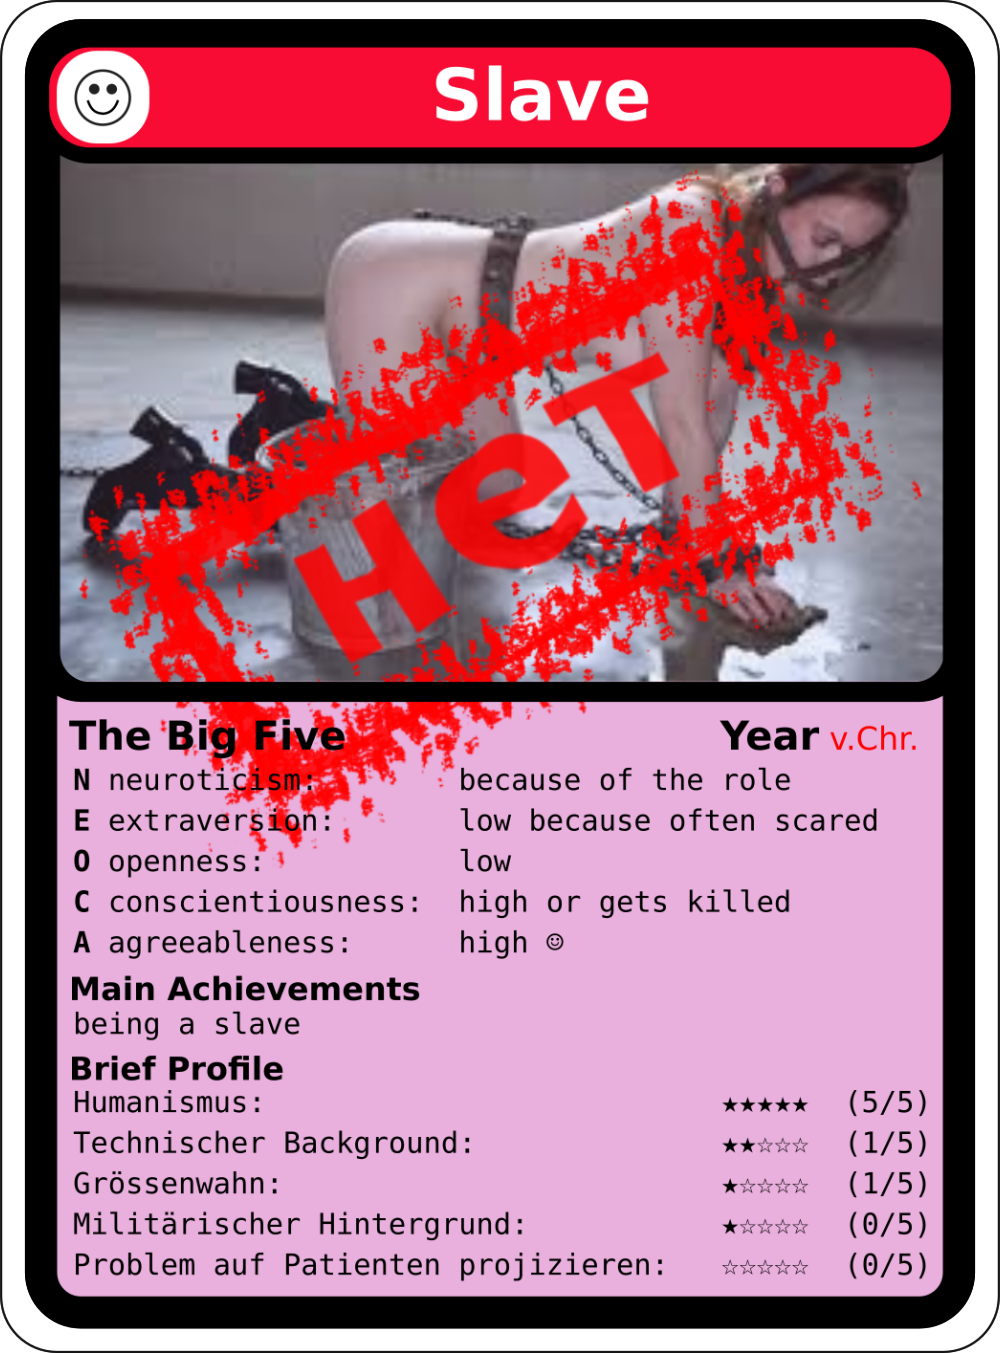 Slave
нет
The Big Five Year v.Chr.
N neuroticism: because of the role
E extraversion: low because often scared
O openness: low
C conscientiousness: high or gets killed
A agreeableness: high ☺
Main Achievements
being a slave
Brief Profile
Humanismus: ★★★★★ (5/5)
Technischer Background: ★★☆☆☆ (1/5)
Grössenwahn: ★☆☆☆☆ (1/5)
Militärischer Hintergrund: ★☆☆☆☆ (0/5)
Problem auf Patienten projizieren: ☆☆☆☆☆ (0/5)